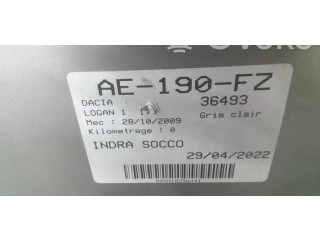 AE-190-FZ
DACIA 36493
LOGAN 1 Gris clair
Mec : 28/10/2009
Kilometrage : 0
INDRA SOCCO
29/04/2022